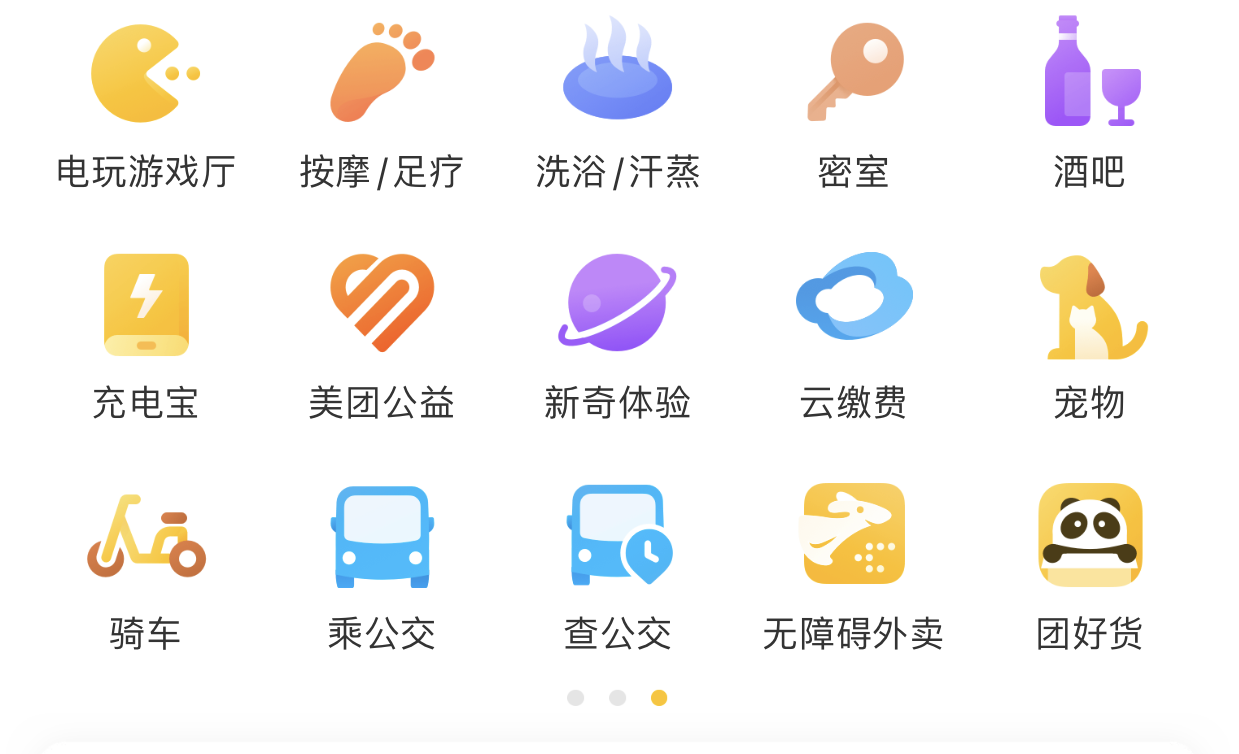 电玩游戏厅
按摩/足疗
洗浴/汗蒸
密室
酒吧
充电宝
美团公益
新奇体验
云缴费
宠物
骑车
乘公交
查公交
无障碍外卖
团好货